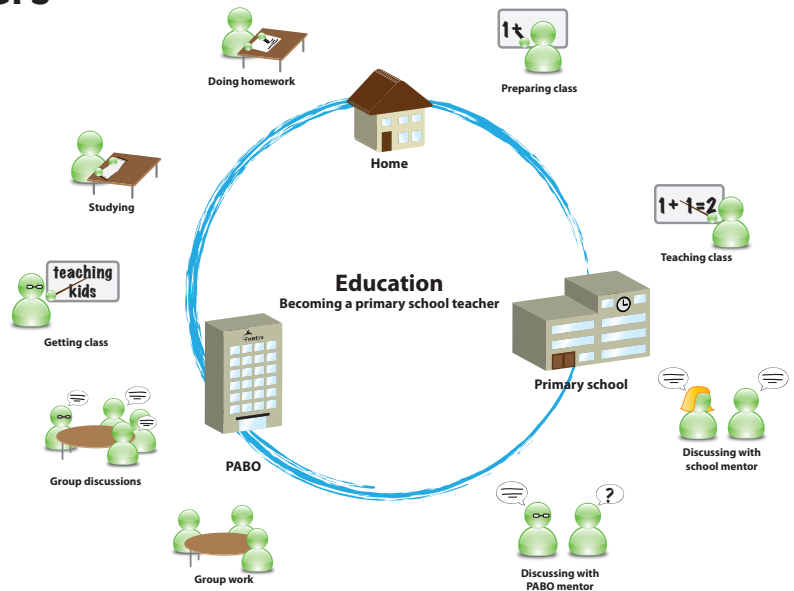 Doing homework
1+
Preparing class
Home
Studying
1+ 1=2
Teaching class
teaching
kids
Getting class
Education
Becoming a primary school teacher
Fontys
Primary school
PABO
Group discussions
Discussing with
school mentor
?
Group work
Discussing with
PABO mentor